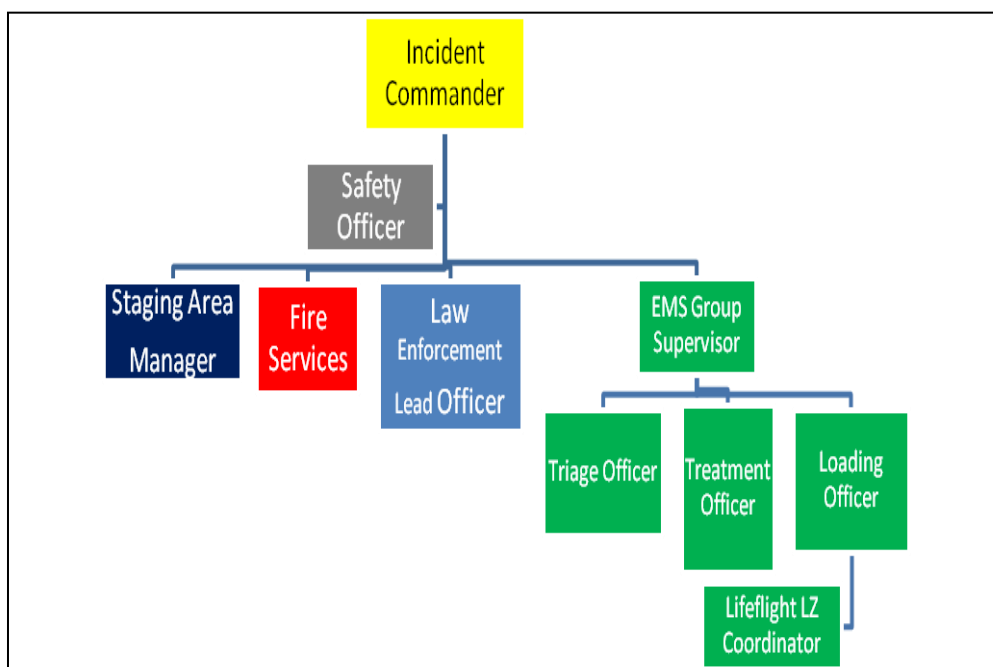 Incident
Commander
Safety
Officer
Staging Area
Manager
Fire
Services
Law
Enforcement
Lead Officer
EMS Group
Supervisor
Triage Officer
Treatment
Officer
Loading
Officer
Lifeflight LZ
Coordinator